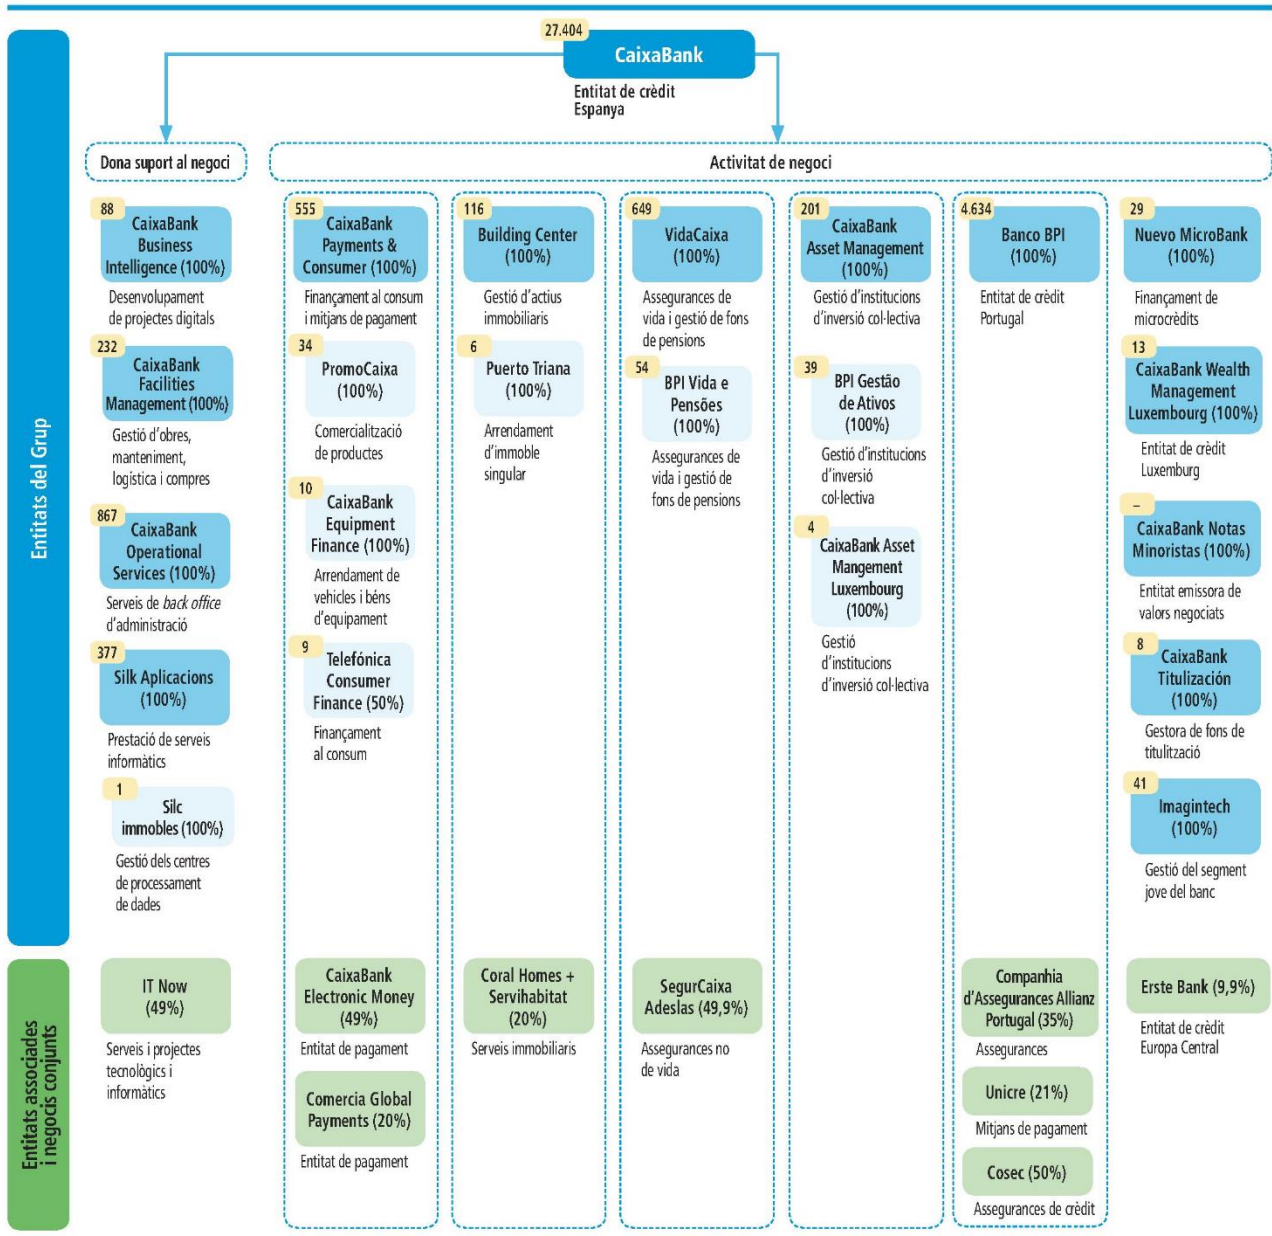 27.404
CaixaBank
Entitat de crèdit
Espanya
Dona suport al negoci
Activitat de negoci
Entitats del Grup
88
CaixaBank
Business
Intelligence (100%)
Desenvolupament
de projectes digitals
232
CaixaBank
Facilities
Management (100%)
Gestió d'obres,
manteniment,
logística i compres
867
CaixaBank
Operational
Services (100%)
Serveis de back office
d'administració
377
Silk Aplicacions
(100%)
Prestació de serveis
informàtics
1
Silc
immobles (100%)
Gestió dels centres
de processament
de dades
555
CaixaBank
Payments &
Consumer (100%)
Finançament al consum
i mitjans de pagament
34
PromoCaixa
(100%)
Comercialització
de productes
10
CaixaBank
Equipment
Finance (100%)
Arrendament de
vehicles i béns
d'equipament
9
Telefónica
Consumer
Finance (50%)
Finançament
al consum
116
Building Center
(100%)
Gestió d'actius
immobiliaris
6
Puerto Triana
(100%)
Arrendament
d'immoble
singular
649
VidaCaixa
(100%)
Assegurances de
vida i gestió de fons
de pensions
54
BPI Vida e
Pensões
(100%)
Assegurances de
vida i gestió de
fons de pensions
201
CaixaBank
Asset Management
(100%)
Gestió d'institucions
d'inversió col·lectiva
39
BPI Gestão
de Ativos
(100%)
Gestió d'institucions
d'inversió
col·lectiva
4
CaixaBank Asset
Mangement
Luxembourg
(100%)
Gestió
d'institucions
d'inversió col·lectiva
4.634
Banco BPI
(100%)
Entitat de crèdit
Portugal
29
Nuevo MicroBank
(100%)
Finançament de
microcrèdits
13
CaixaBank Wealth
Management
Luxembourg (100%)
Entitat de crèdit
Luxemburg
–
CaixaBank Notas
Minoristas (100%)
Entitat emissora de
valors negociats
8
CaixaBank
Titulización
(100%)
Gestora de fons de
titulització
41
Imagintech
(100%)
Gestió del segment
jove del banc
Entitats associades
i negocis conjunts
IT Now
(49%)
Serveis i projectes
tecnològics i
informàtics
CaixaBank
Electronic Money
(49%)
Entitat de pagament
Comercia Global
Payments (20%)
Entitat de pagament
Coral Homes +
Servihabitat
(20%)
Serveis immobiliaris
SegurCaixa
Adeslas (49,9%)
Assegurances no
de vida
Companhia
d'Assegurances Allianz
Portugal (35%)
Assegurances
Unicre (21%)
Mitjans de pagament
Cosec (50%)
Assegurances de crèdit
Erste Bank (9,9%)
Entitat de crèdit
Europa Central